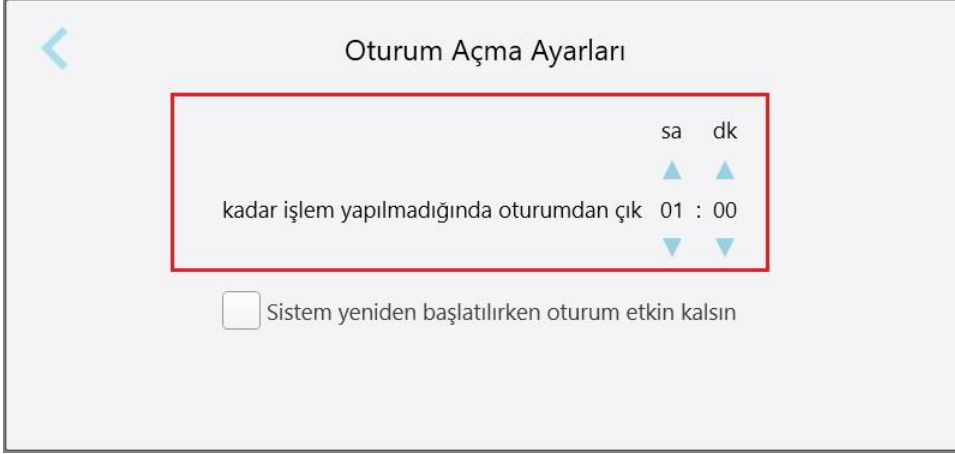 Oturum Açma Ayarları
sa dk
kadar işlem yapılmadığında oturumdan çık 01 : 00
Sistem yeniden başlatılırken oturum etkin kalsın